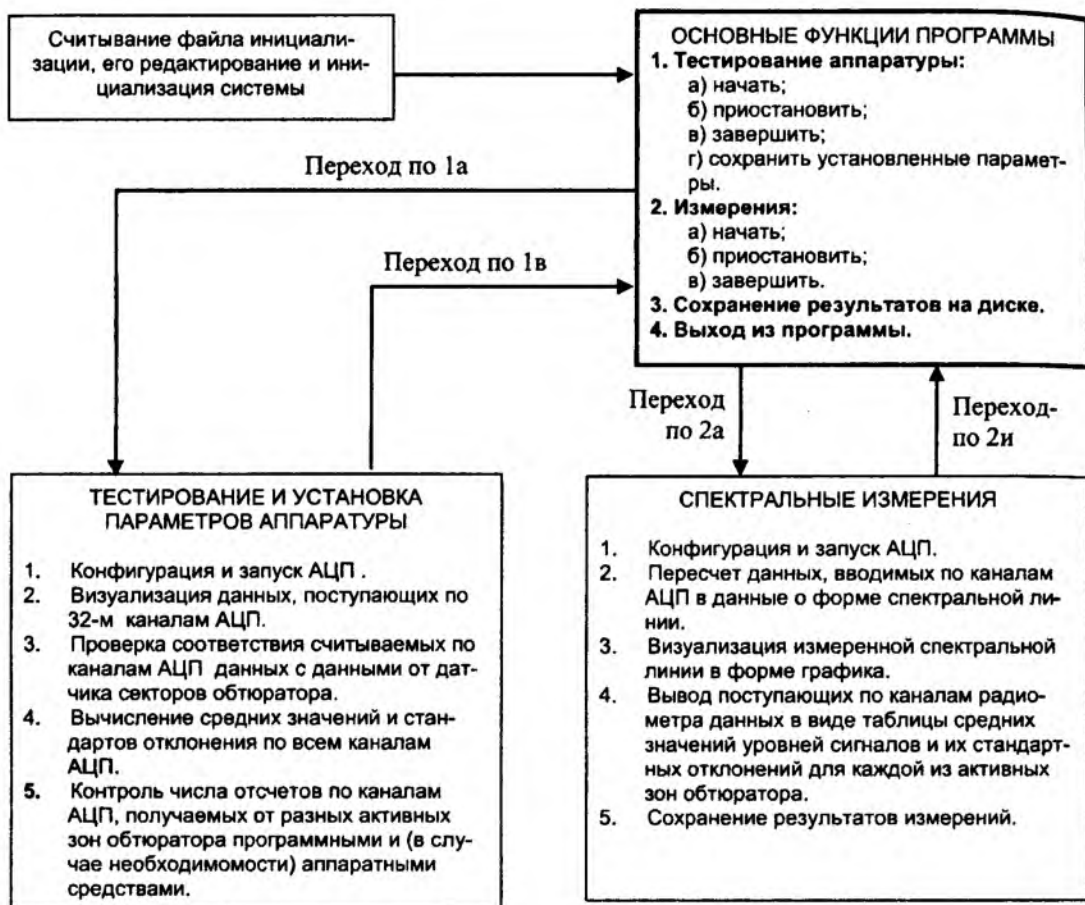 Считывание файла инициали-
зации, его редактирование и ини-
циализация системы
ОСНОВНЫЕ ФУНКЦИИ ПРОГРАММЫ
1. Тестирование аппаратуры:
а) начать;
б) приостановить;
в) завершить;
г) сохранить установленные парамет-
ры.
2. Измерения:
а) начать;
б) приостановить;
в) завершить.
3. Сохранение результатов на диске.
4. Выход из программы.
Переход по 1а
Переход по 1в
Переход
по 2а
Переход-
по 2и
ТЕСТИРОВАНИЕ И УСТАНОВКА
ПАРАМЕТРОВ АППАРАТУРЫ
1. Конфигурация и запуск АЦП .
2. Визуализация данных, поступающих по
32-м каналам АЦП.
3. Проверка соответствия считываемых по
каналам АЦП данных с данными от дат-
чика секторов обтюратора.
4. Вычисление средних значений и стан-
дартов отклонения по всем каналам
АЦП.
5. Контроль числа отсчетов по каналам
АЦП, получаемых от разных активных
зон обтюратора программными и (в слу-
чае необходимомости) аппаратными
средствами.
СПЕКТРАЛЬНЫЕ ИЗМЕРЕНИЯ
1. Конфигурация и запуск АЦП.
2. Пересчет данных, вводимых по каналам
АЦП в данные о форме спектральной ли-
нии.
3. Визуализация измеренной спектральной
линии в форме графика.
4. Вывод поступающих по каналам радио-
метра данных в виде таблицы средних
значений уровней сигналов и их стандарт-
ных отклонений для каждой из активных
зон обтюратора.
5. Сохранение результатов измерений.